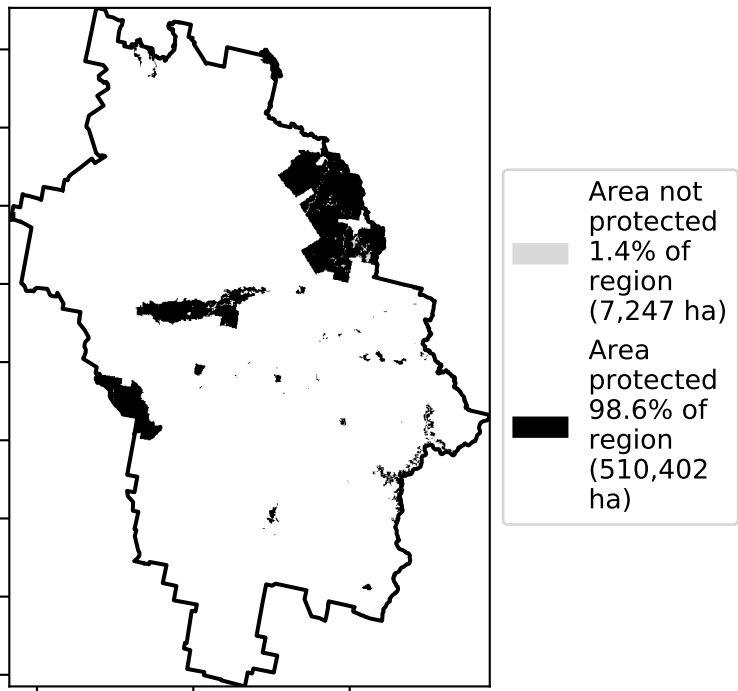 Area not
protected
1.4% of
region
(7,247 ha)
Area
protected
98.6% of
region
(510,402
ha)